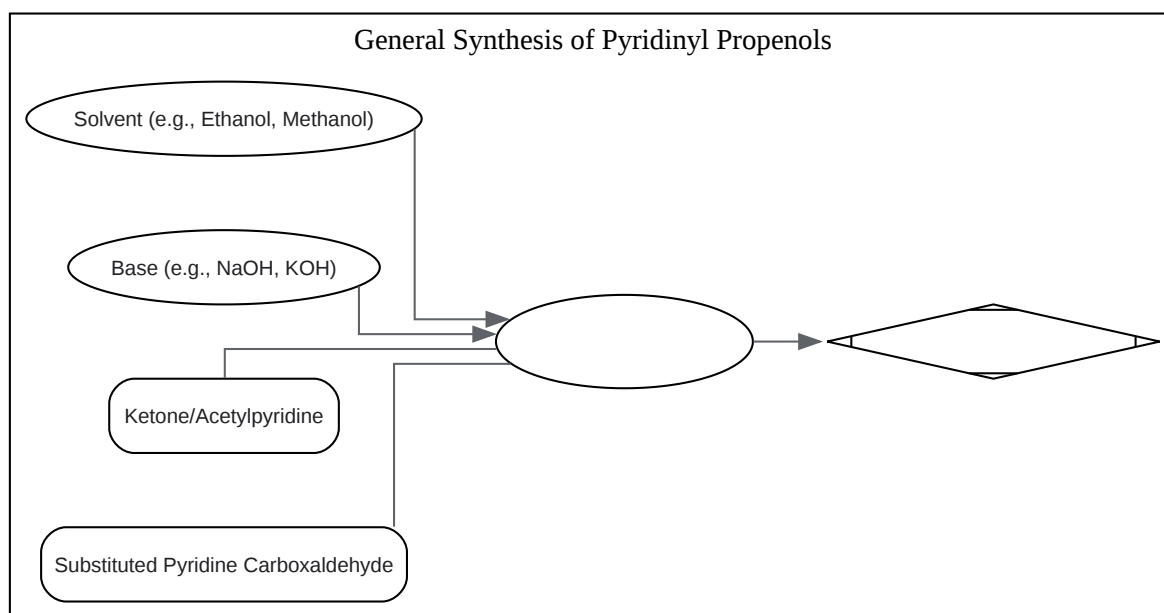 General Synthesis of Pyridinyl Propenols
Solvent (e.g., Ethanol, Methanol)
Base (e.g., NaOH, KOH)
Ketone/Acetylpyridine
Substituted Pyridine Carboxaldehyde